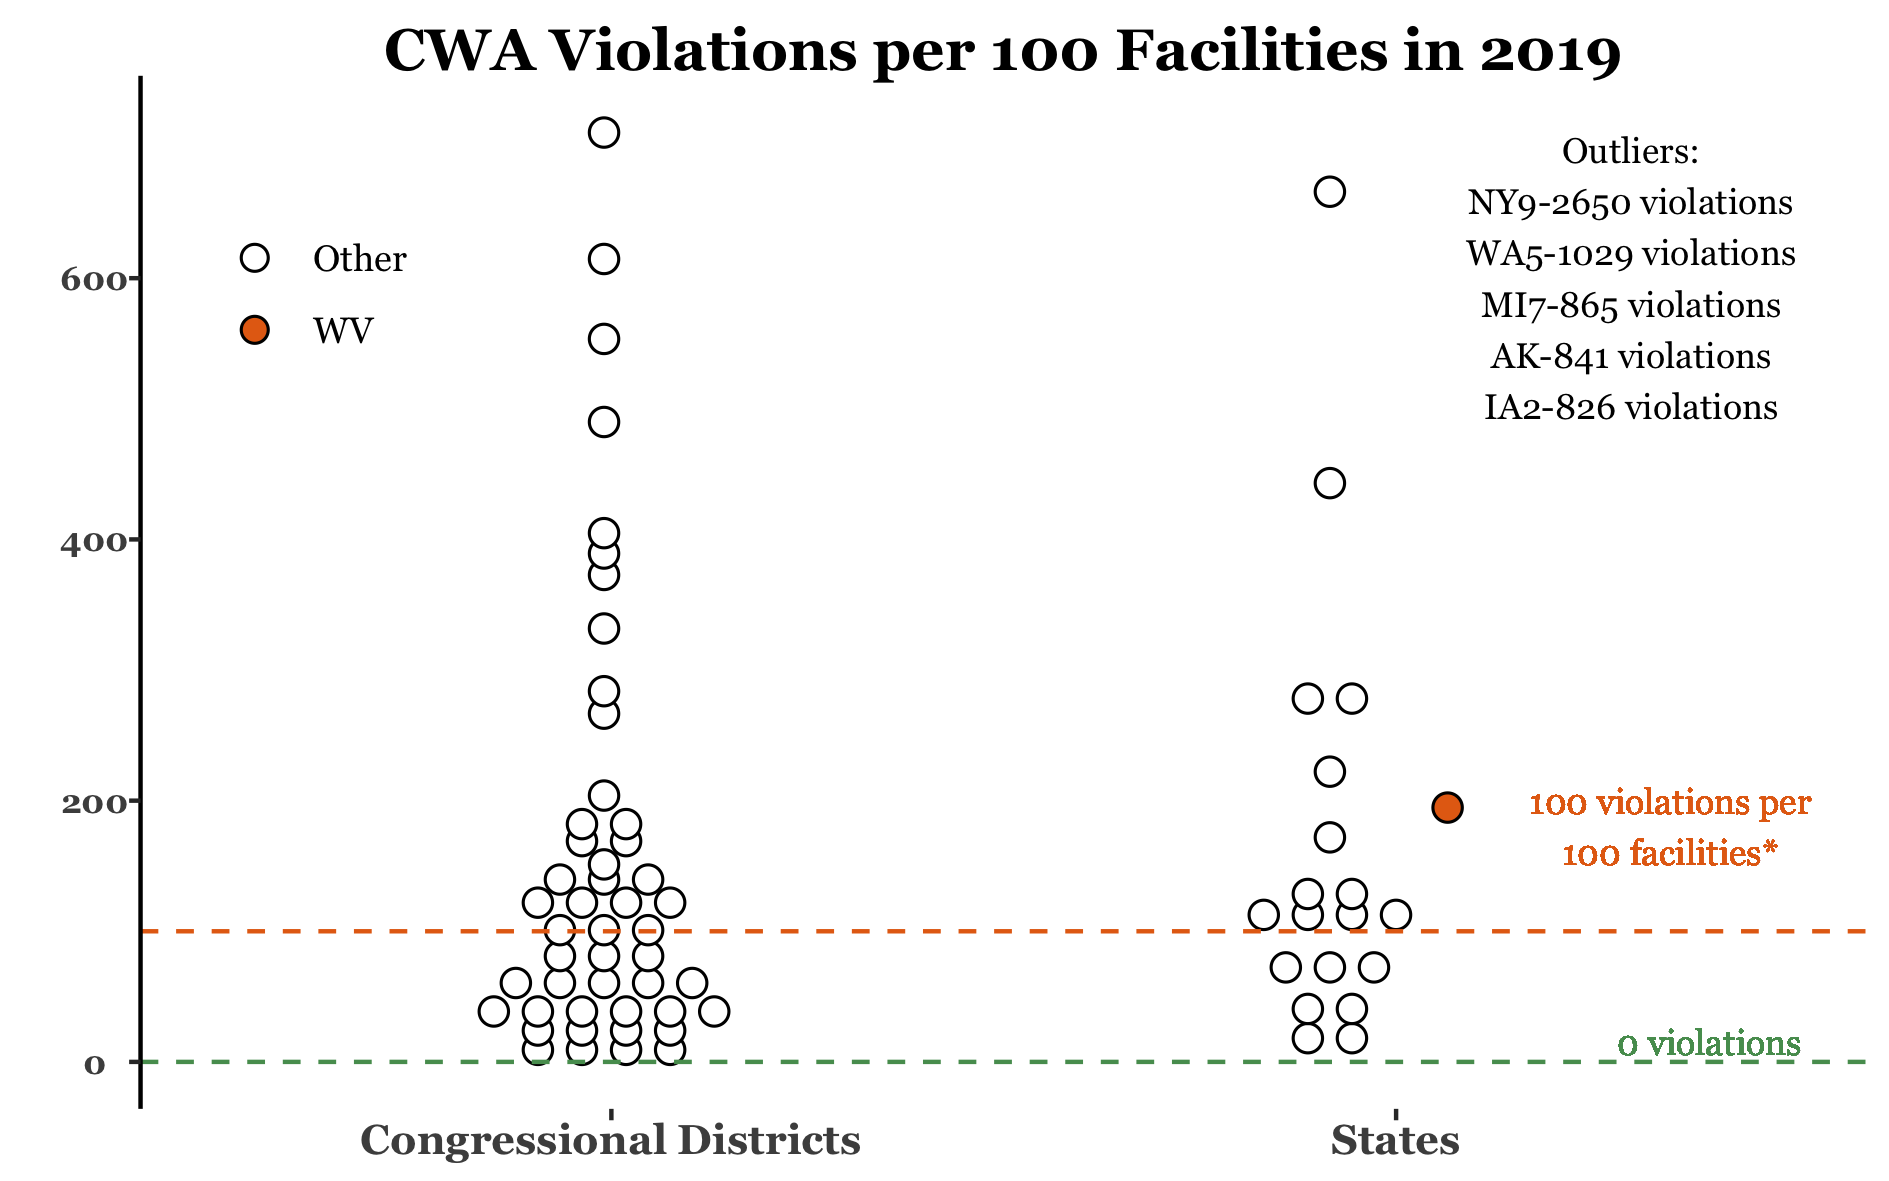 CWA Violations per 100 Facilities in 2019
Outliers:
NY9-2650 violations
WA5-1029 violations
MI7-865 violations
AK-841 violations
IA2-826 violations
Other
WV
600
400
200
0
100 violations per
100 facilities*
0 violations
Congressional Districts
States